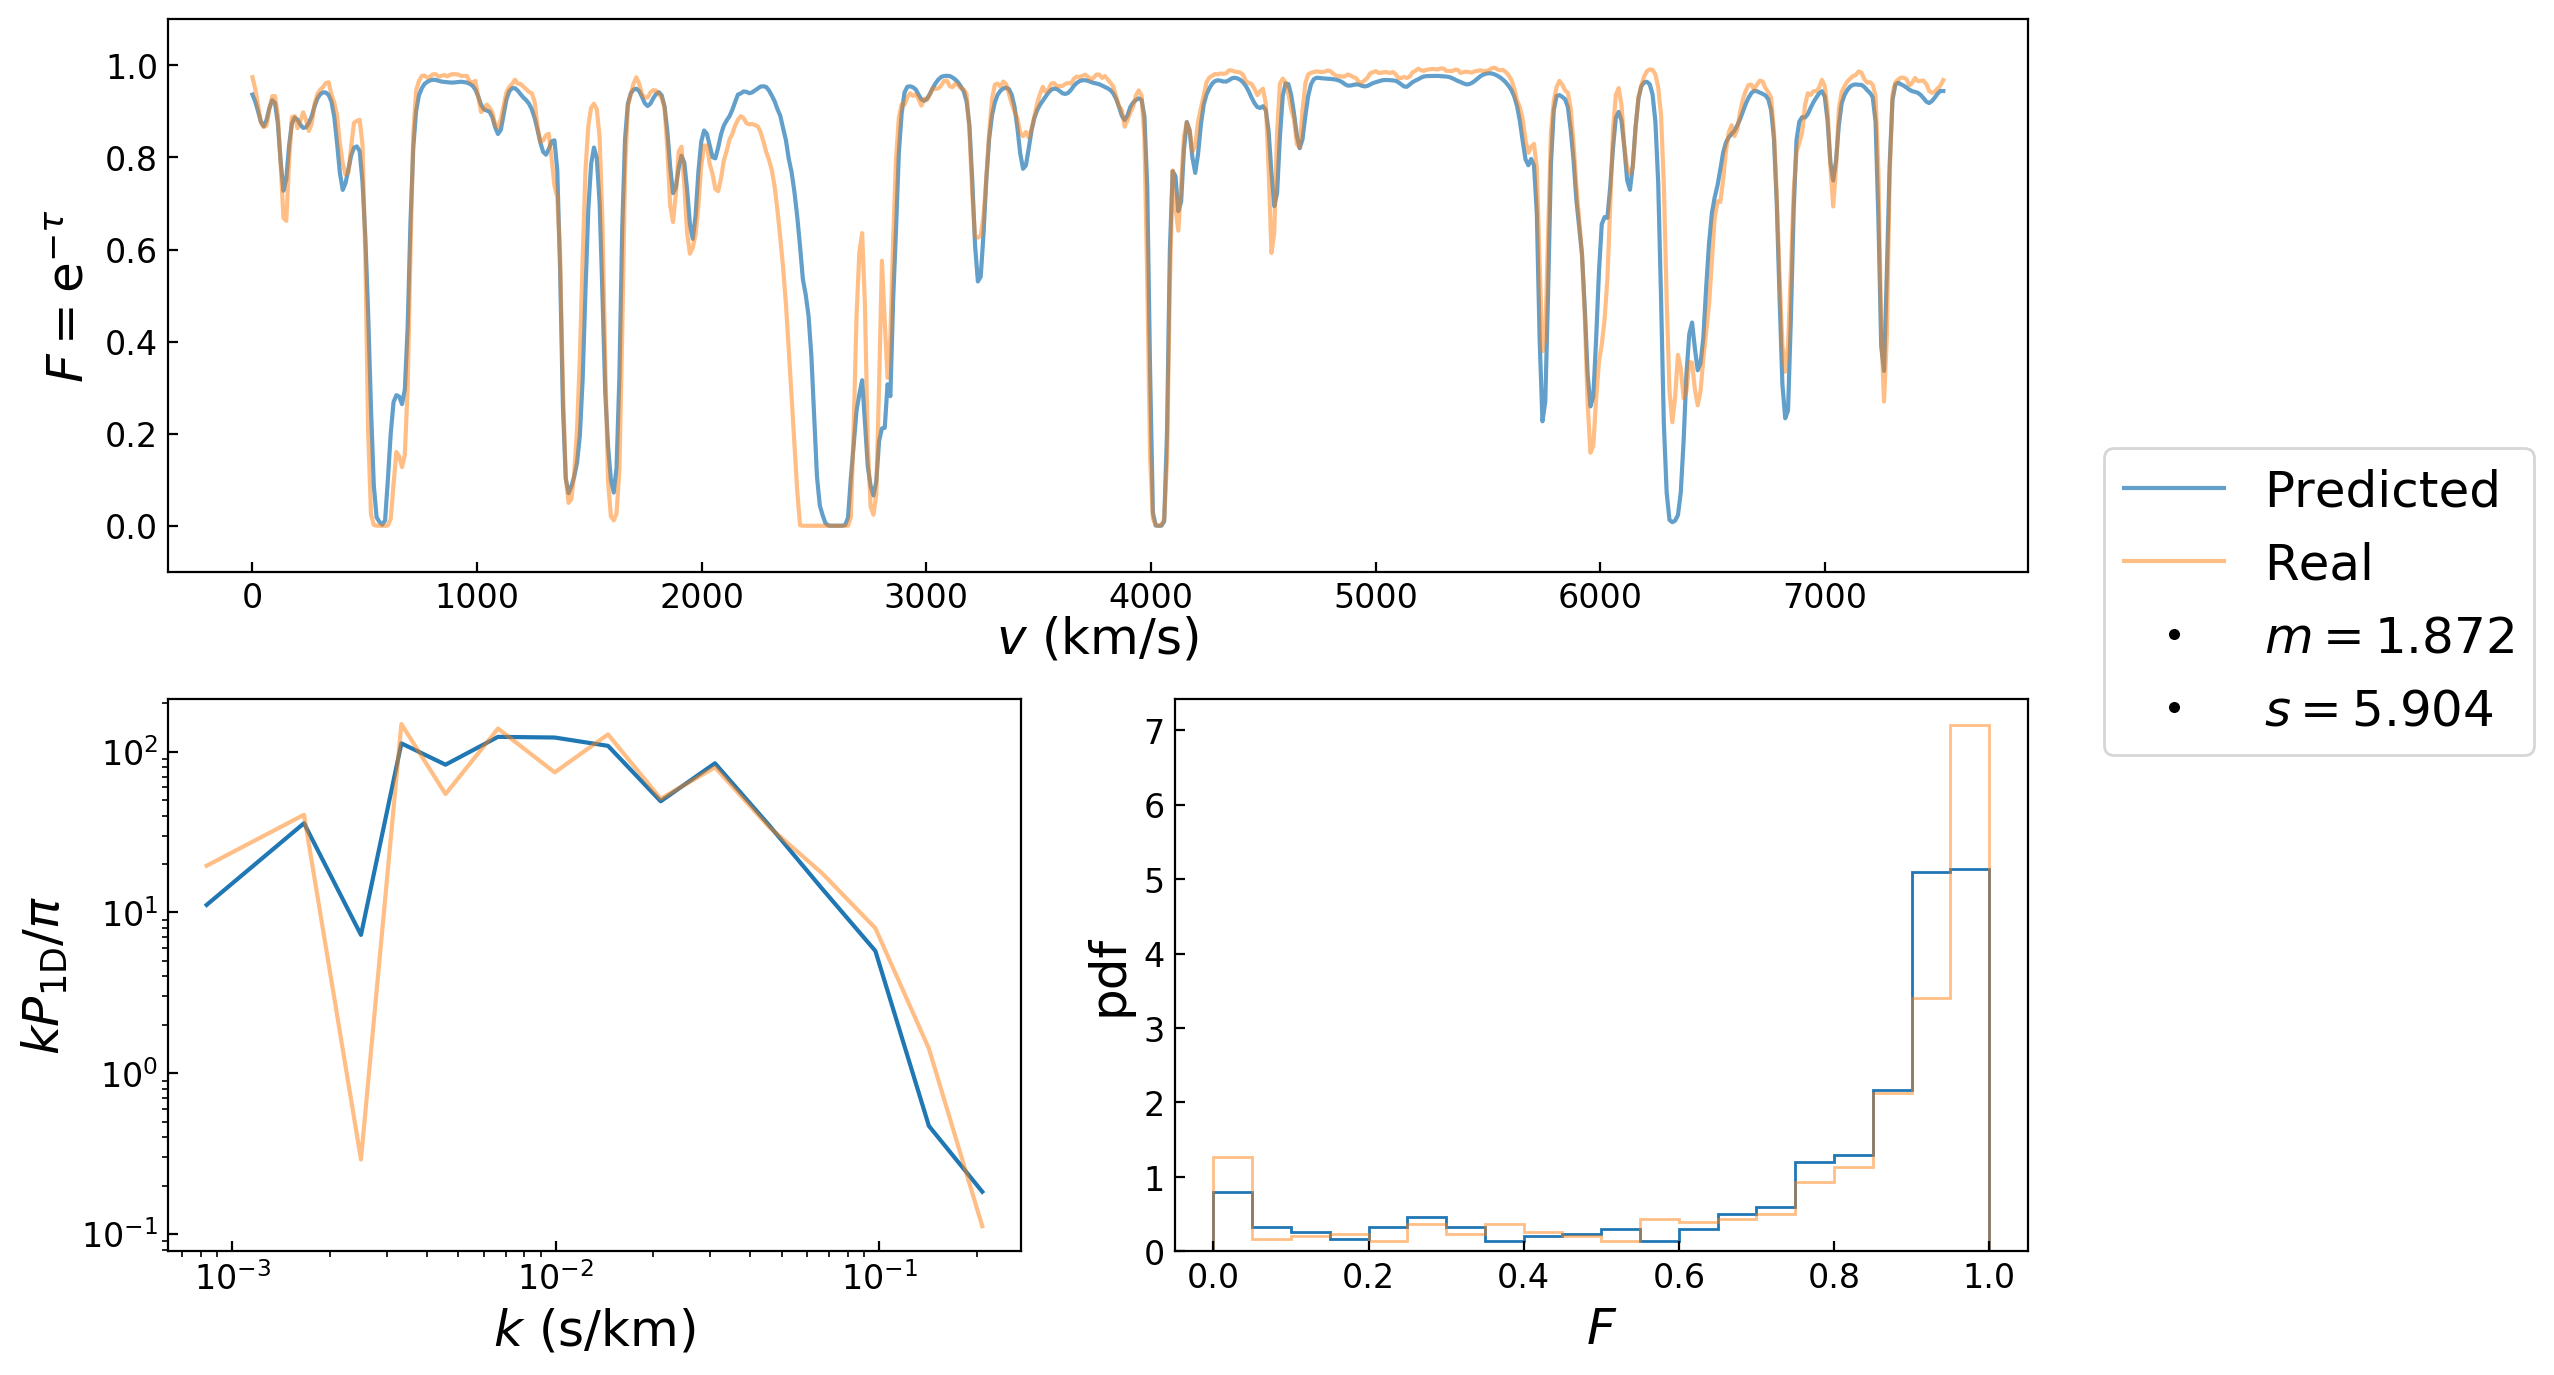 F = e^{-τ}
1.0
0.8
0.6
0.4
0.2
0.0
0 1000 2000 3000 4000 5000 6000 7000
v (km/s)
Predicted
Real
m = 1.872
s = 5.904
kP_{1D}/π
10^2
10^1
10^0
10^{-1}
10^{-3} 10^{-2} 10^{-1}
k (s/km)
pdf
7
6
5
4
3
2
1
0
0.0 0.2 0.4 0.6 0.8 1.0
F